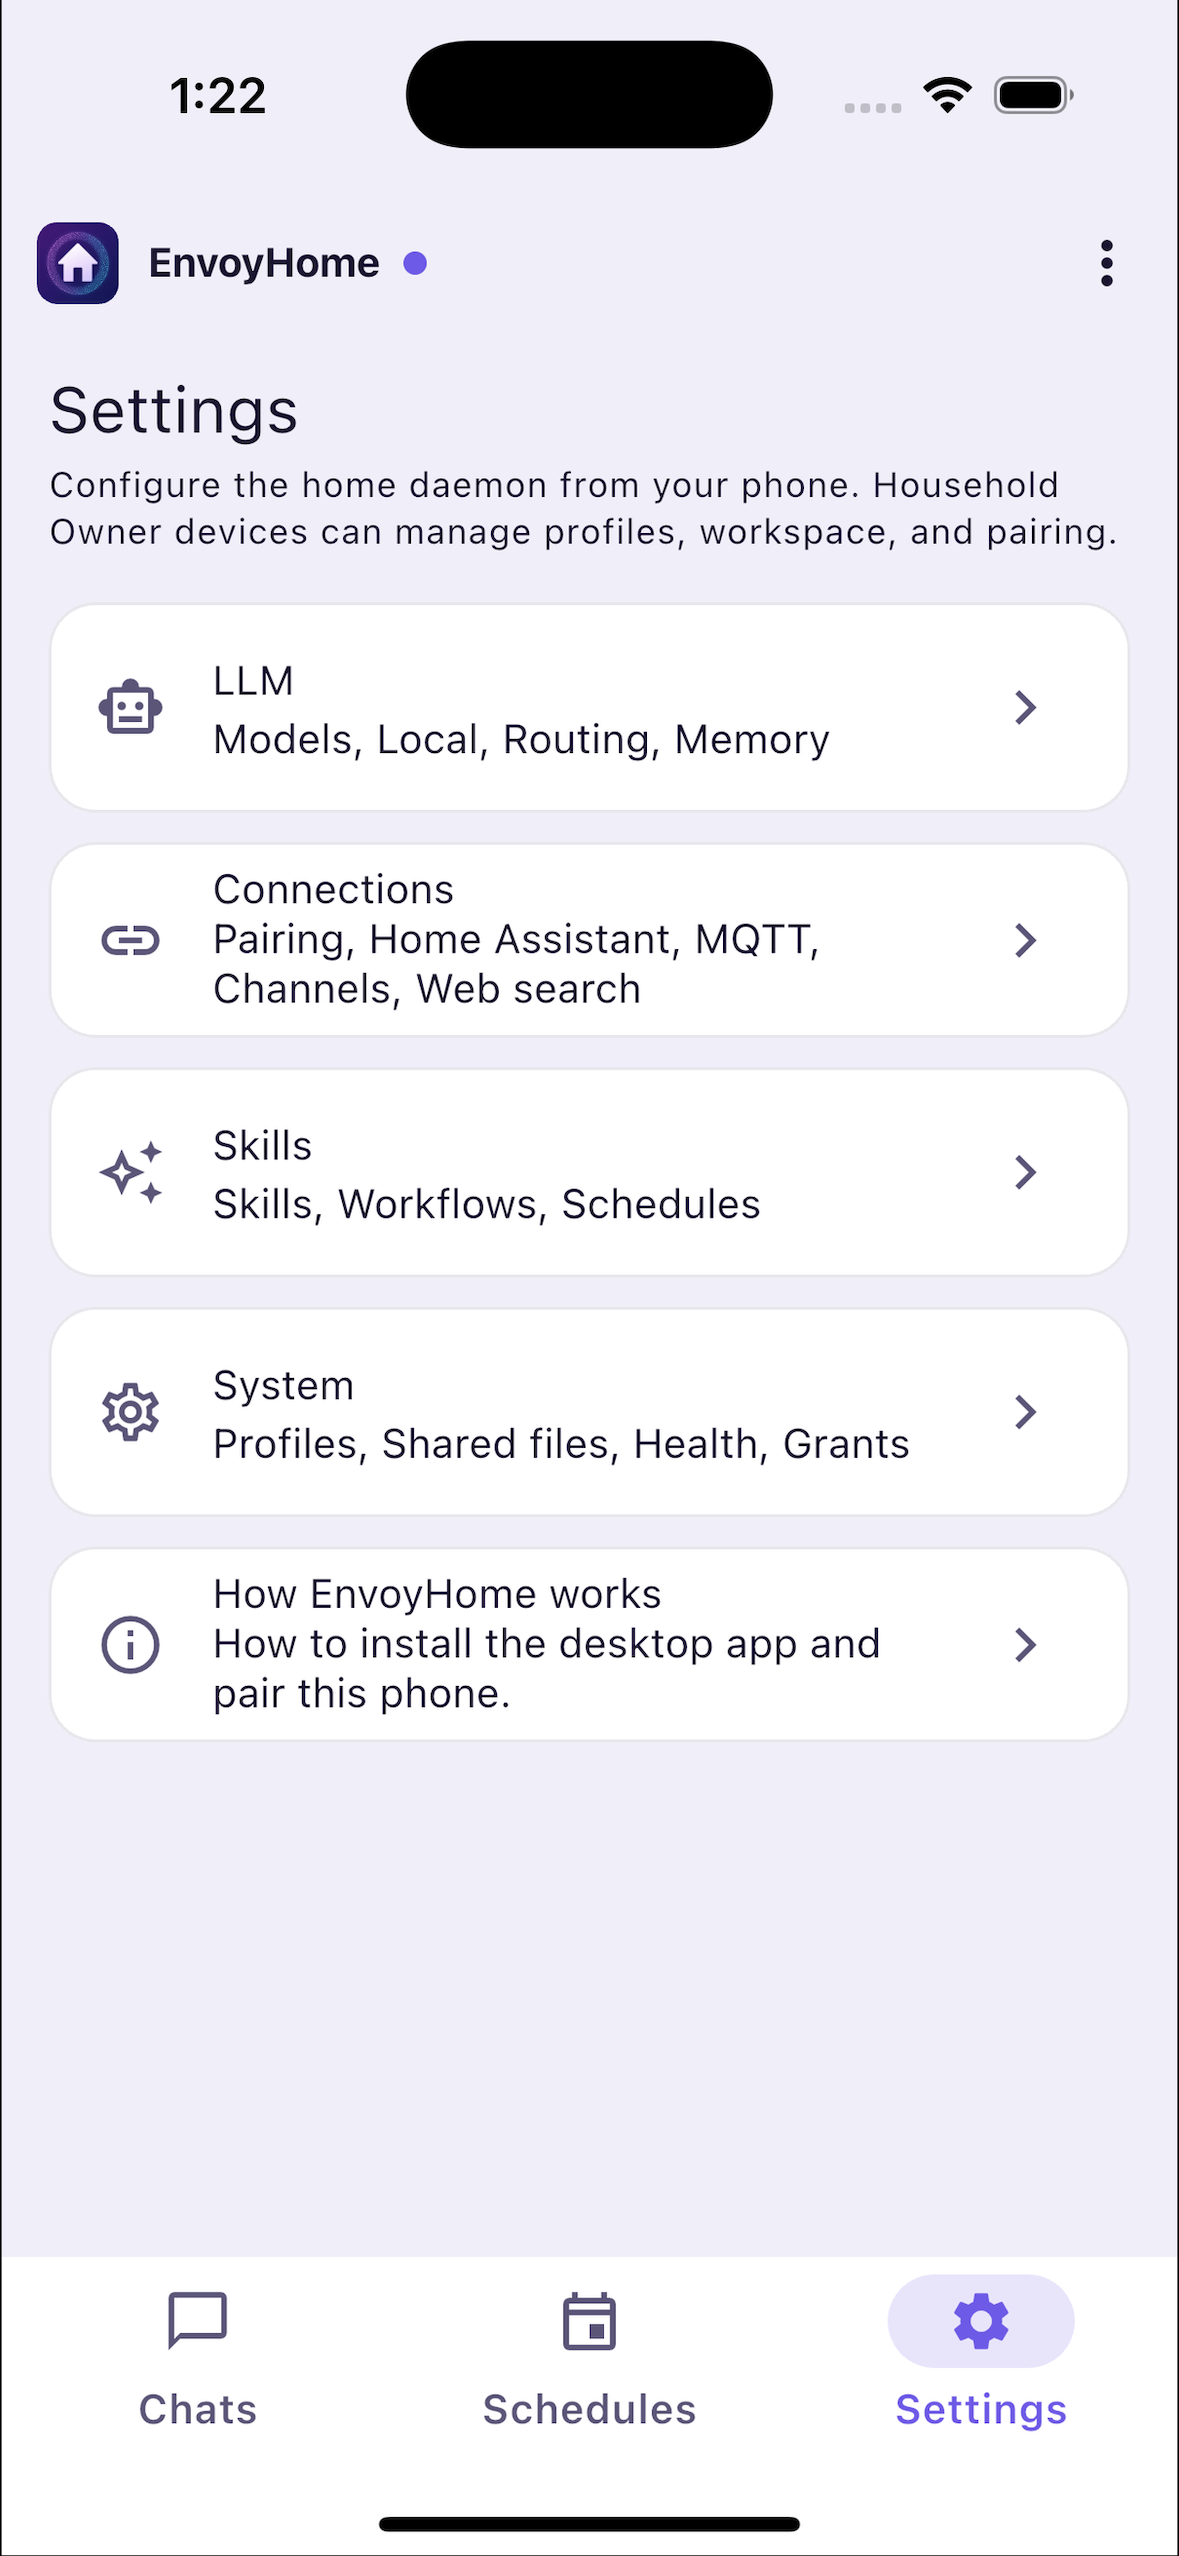 1:22
EnvoyHome
Settings
Configure the home daemon from your phone. Household
Owner devices can manage profiles, workspace, and pairing.
LLM
Models, Local, Routing, Memory
Connections
Pairing, Home Assistant, MQTT,
Channels, Web search
Skills
Skills, Workflows, Schedules
System
Profiles, Shared files, Health, Grants
How EnvoyHome works
How to install the desktop app and
pair this phone.
Chats
Schedules
Settings